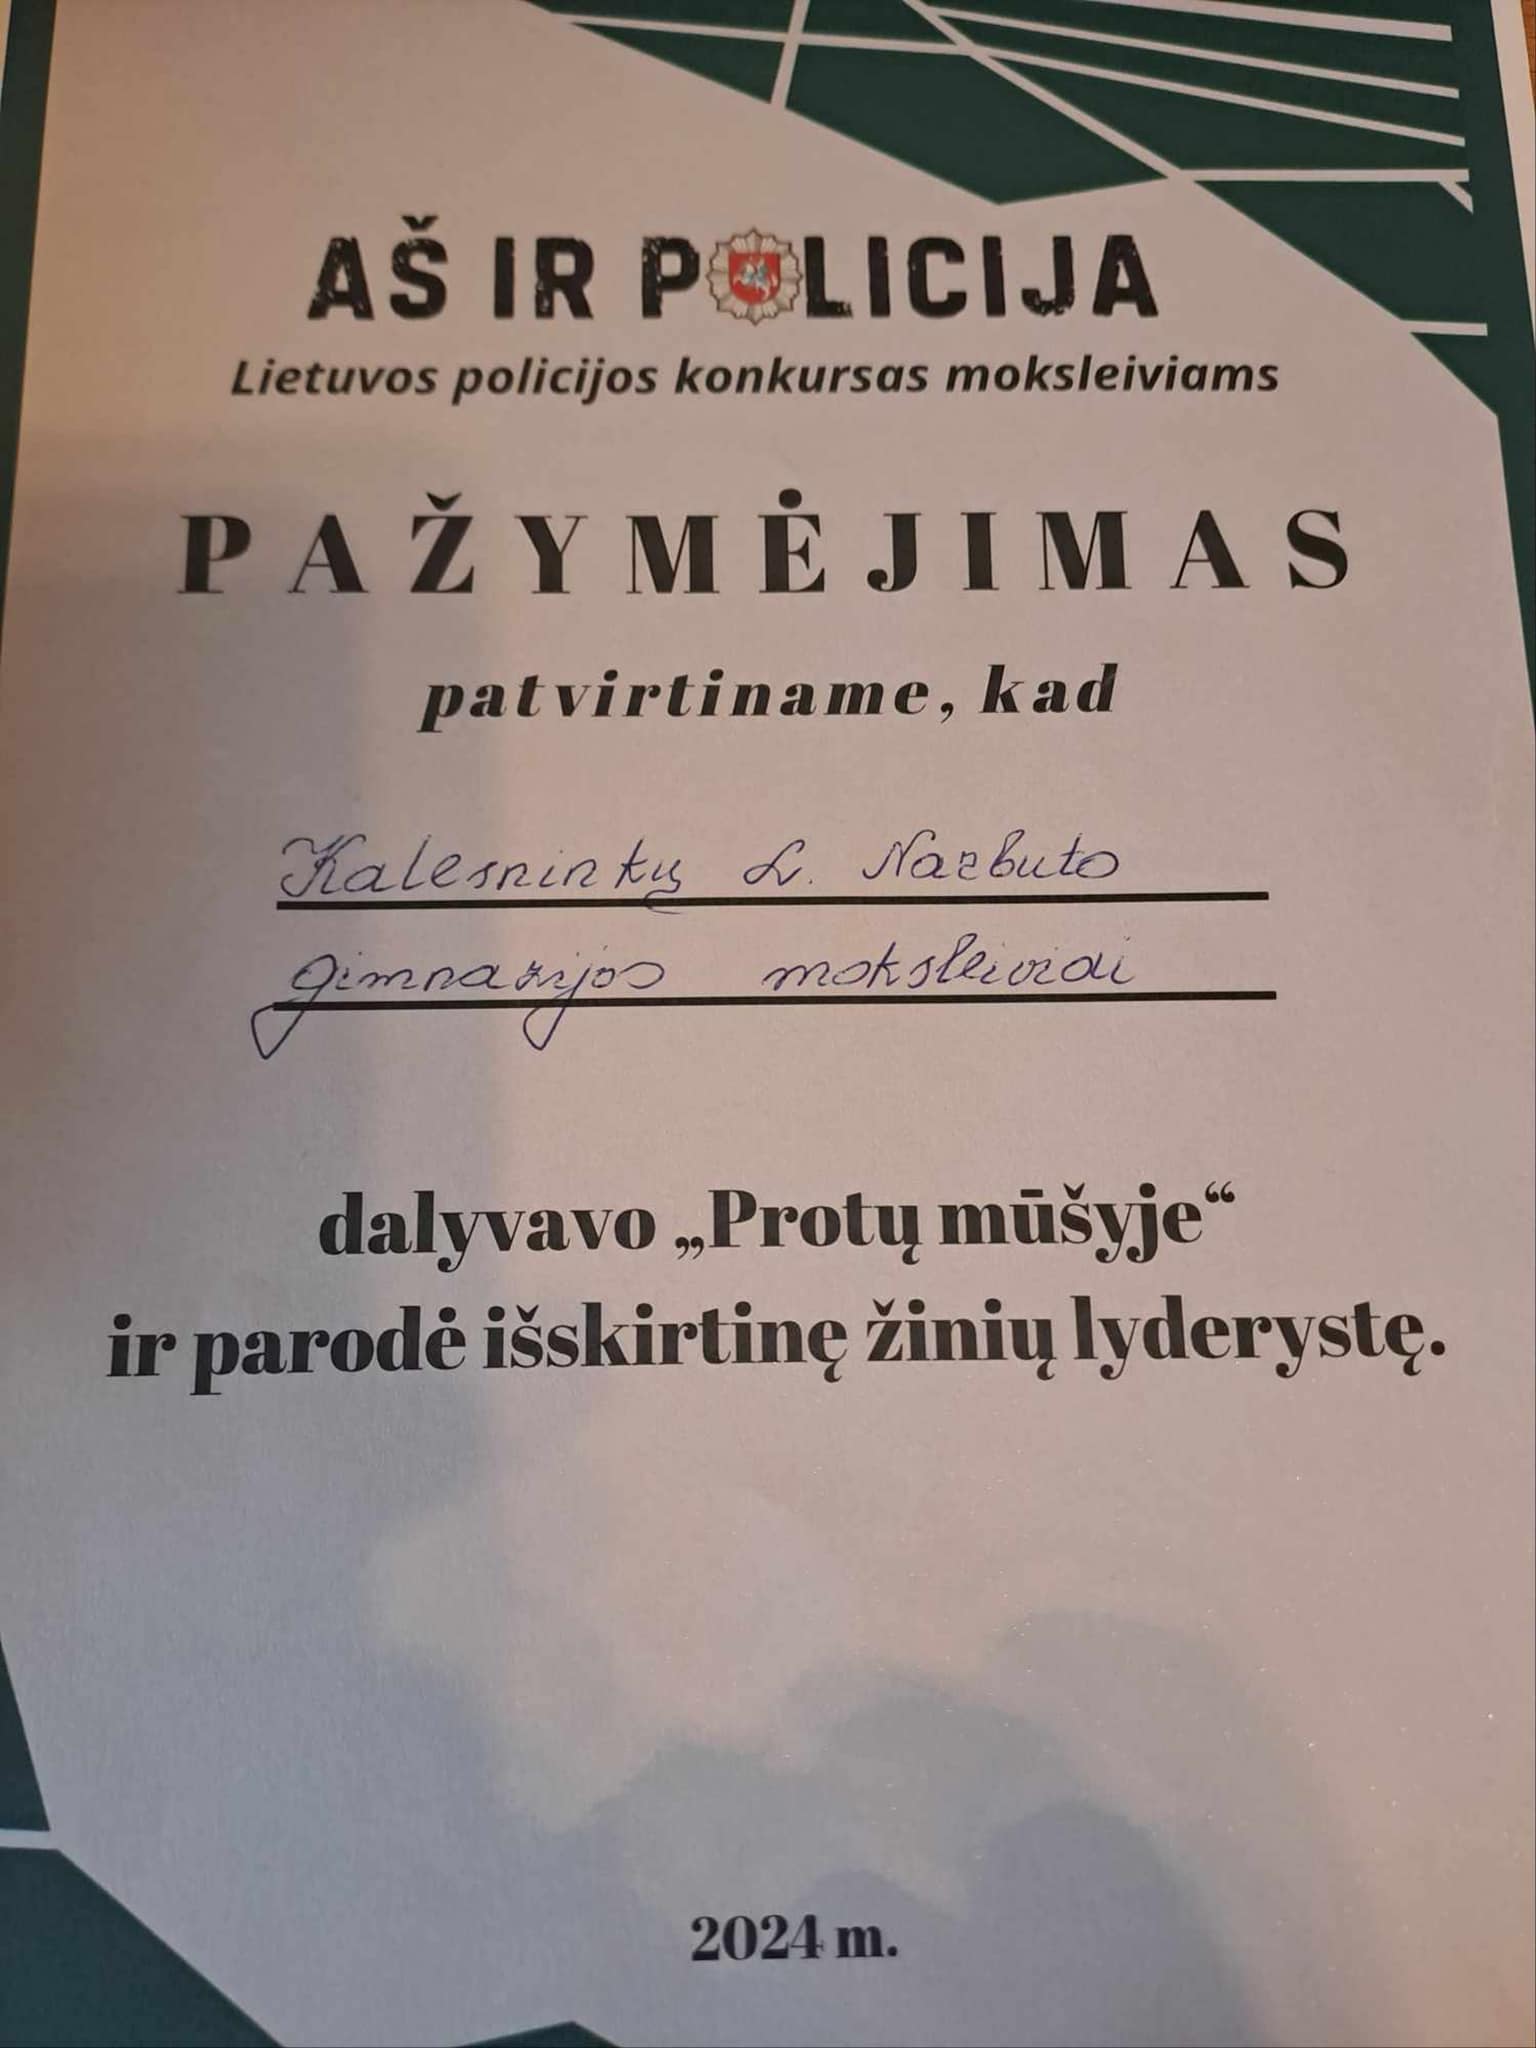 AŠ IR POLICIJA
Lietuvos policijos konkursas moksleiviams
PAŽYMĖJIMAS
patvirtiname, kad
Kalesninkų L. Narbuto
gimnazijos moksleiviai
dalyvavo „Protų mūšyje“
ir parodė išskirtinę žinių lyderystę.
2024 m.